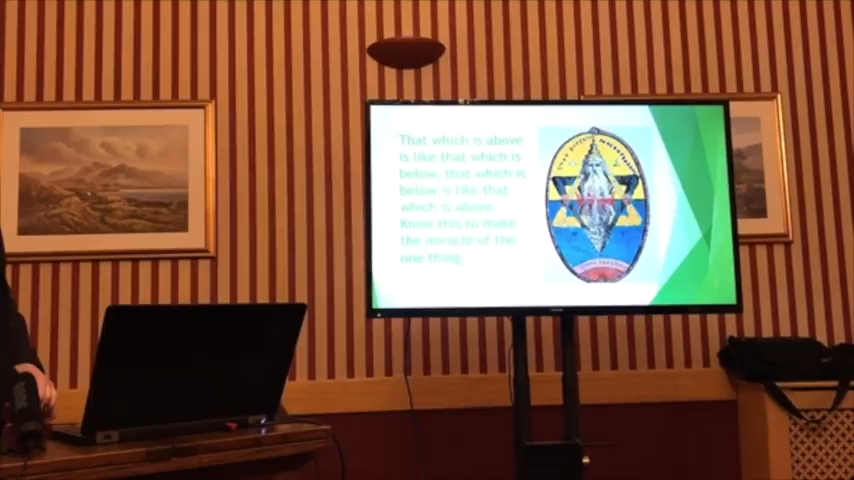 That which is above
is like that which is
below, that which is
below is like that
which is above.
Know this to make
the miracle of the
one thing.